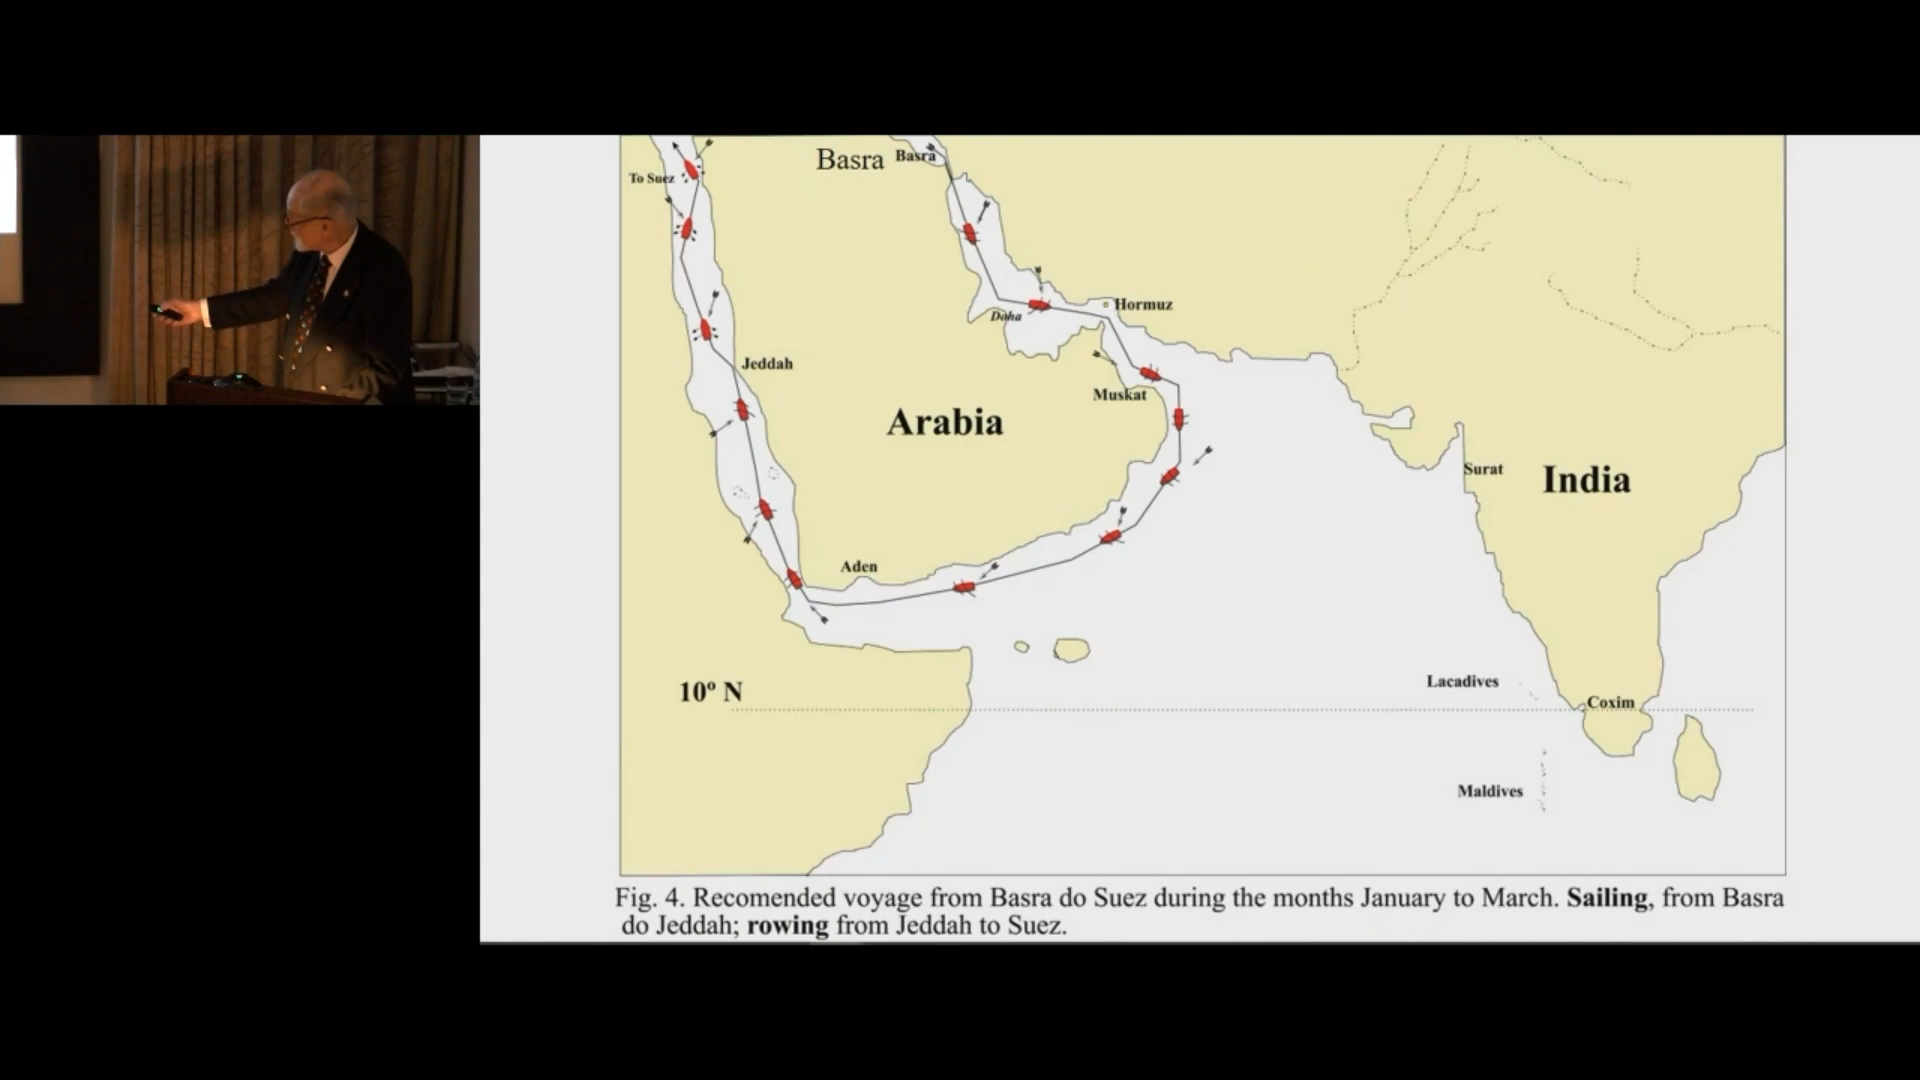 Basra
Basra
To Suez
Hormuz
Doha
Jeddah
Muskat
Arabia
Surat
India
Aden
Lacadives
10º N
Coxim
Maldives
Fig. 4. Recomended voyage from Basra do Suez during the months January to March. Sailing, from Basra
do Jeddah; rowing from Jeddah to Suez.